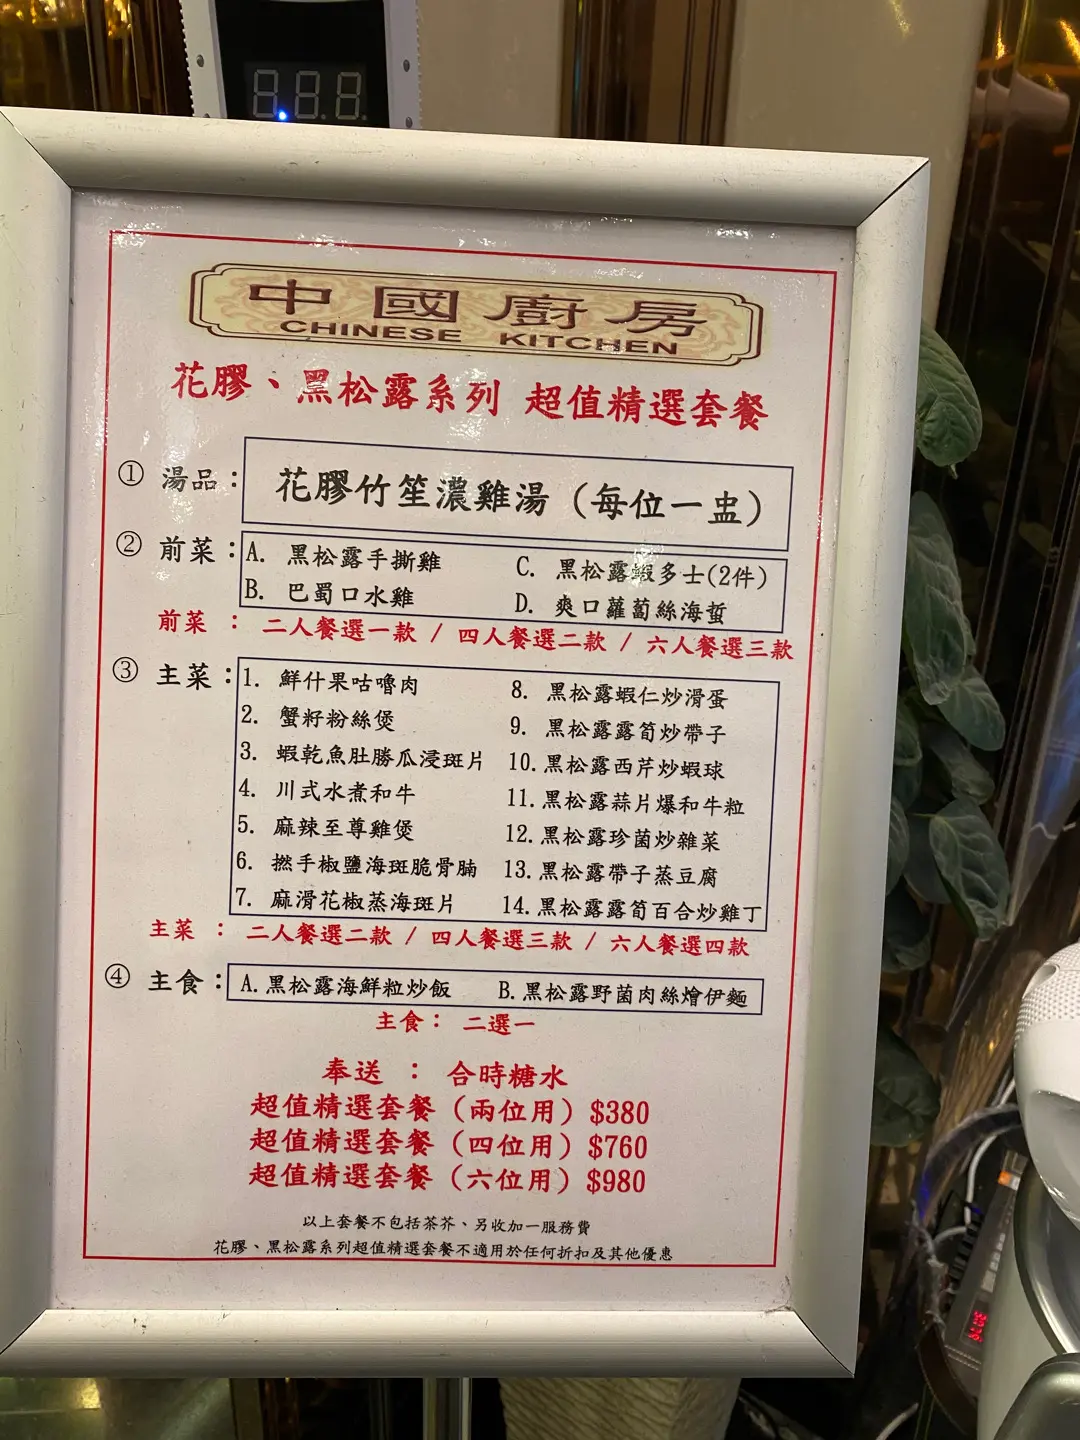 中國廚房
CHINESE KITCHEN
花膠、黑松露系列 超值精選套餐
① 湯品： 花膠竹笙濃雞湯（每位一盅）
② 前菜： A. 黑松露手撕雞 C. 黑松露蝦多士(2件)
B. 巴蜀口水雞 D. 爽口蘿蔔絲海蜇
前菜 ： 二人餐選一款 / 四人餐選二款 / 六人餐選三款
③ 主菜： 1. 鮮什果咕嚕肉 8. 黑松露蝦仁炒滑蛋
2. 蟹籽粉絲煲 9. 黑松露露筍炒帶子
3. 蝦乾魚肚勝瓜浸斑片 10. 黑松露西芹炒蝦球
4. 川式水煮和牛 11. 黑松露蒜片爆和牛粒
5. 麻辣至尊雞煲 12. 黑松露珍菌炒雜菜
6. 撚手椒鹽海斑脆骨腩 13. 黑松露帶子蒸豆腐
7. 麻滑花椒蒸海斑片 14. 黑松露露筍百合炒雞丁
主菜 ： 二人餐選二款 / 四人餐選三款 / 六人餐選四款
④ 主食： A. 黑松露海鮮粒炒飯 B. 黑松露野菌肉絲燴伊麵
主食： 二選一
奉送 ： 合時糖水
超值精選套餐（兩位用）$380
超值精選套餐（四位用）$760
超值精選套餐（六位用）$980
以上套餐不包括茶芥、另收加一服務費
花膠、黑松露系列超值精選套餐不適用於任何折扣及其他優惠